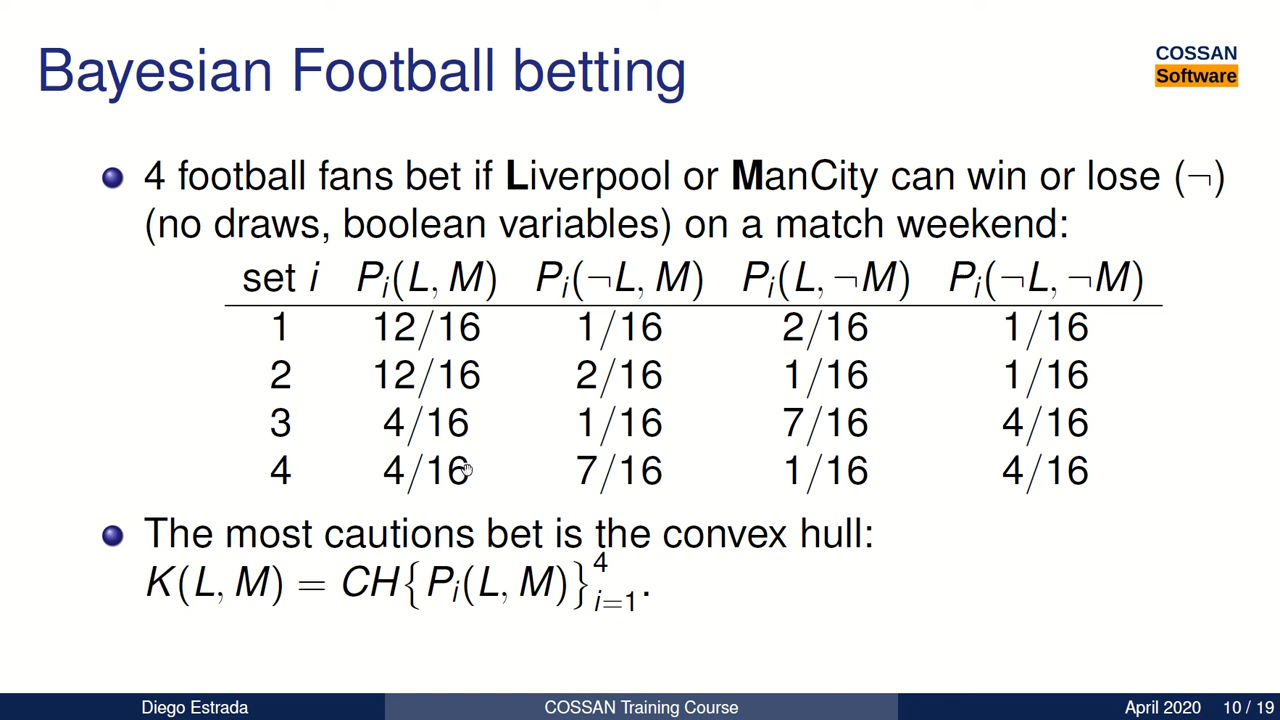 Bayesian Football betting
COSSAN
Software
4 football fans bet if Liverpool or ManCity can win or lose (¬)
(no draws, boolean variables) on a match weekend:
set i P_i(L, M) P_i(¬L, M) P_i(L, ¬M) P_i(¬L, ¬M)
1 12/16 1/16 2/16 1/16
2 12/16 2/16 1/16 1/16
3 4/16 1/16 7/16 4/16
4 4/16 7/16 1/16 4/16
The most cautions bet is the convex hull:
K(L, M) = CH{P_i(L, M)}_{i=1}^4.
Diego Estrada COSSAN Training Course April 2020 10 / 19